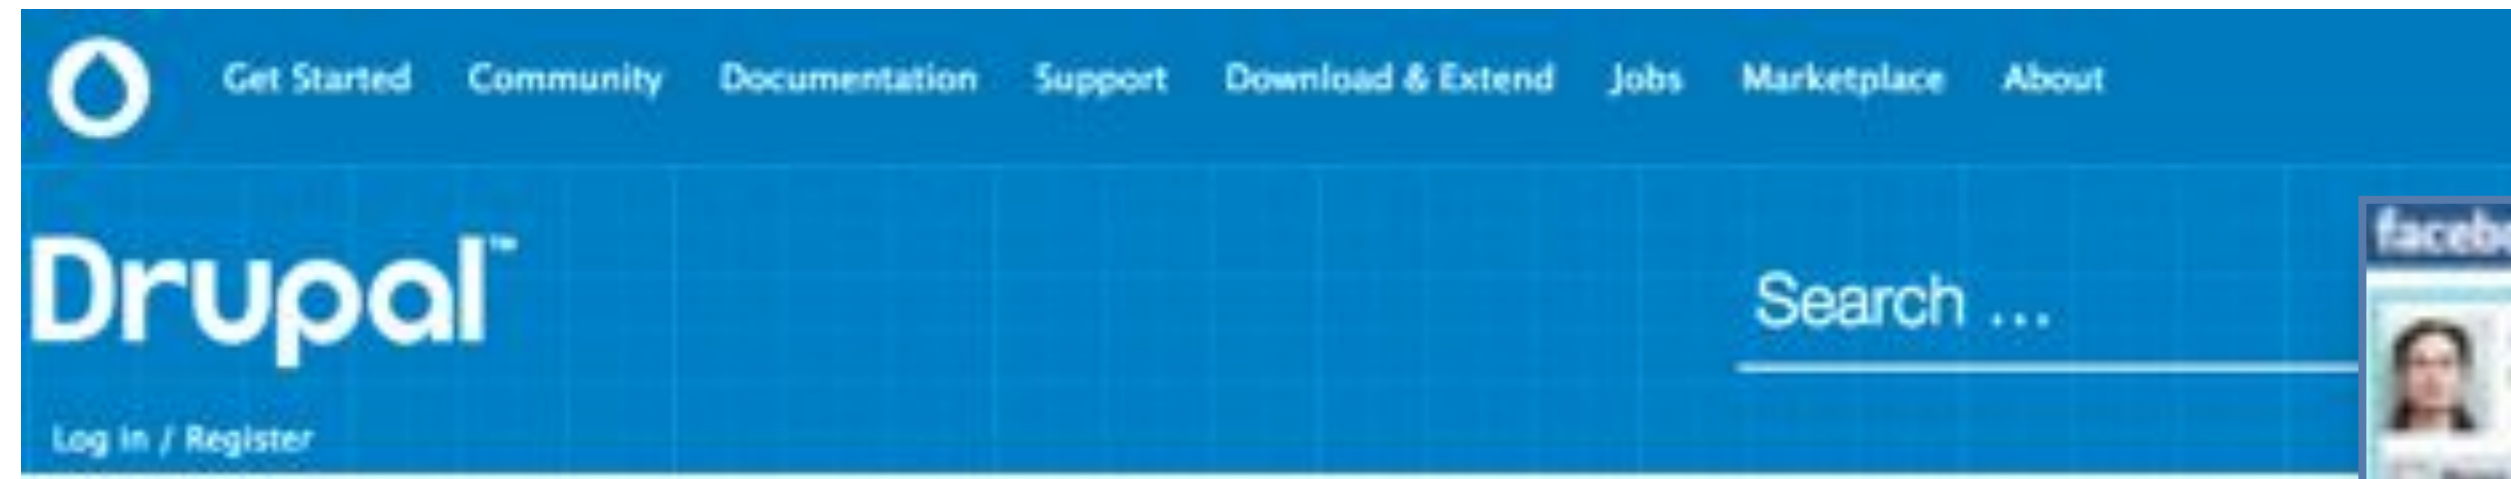 Get Started Community Documentation Support Download & Extend Jobs Marketplace About
Drupal™
Search ...
Log in / Register